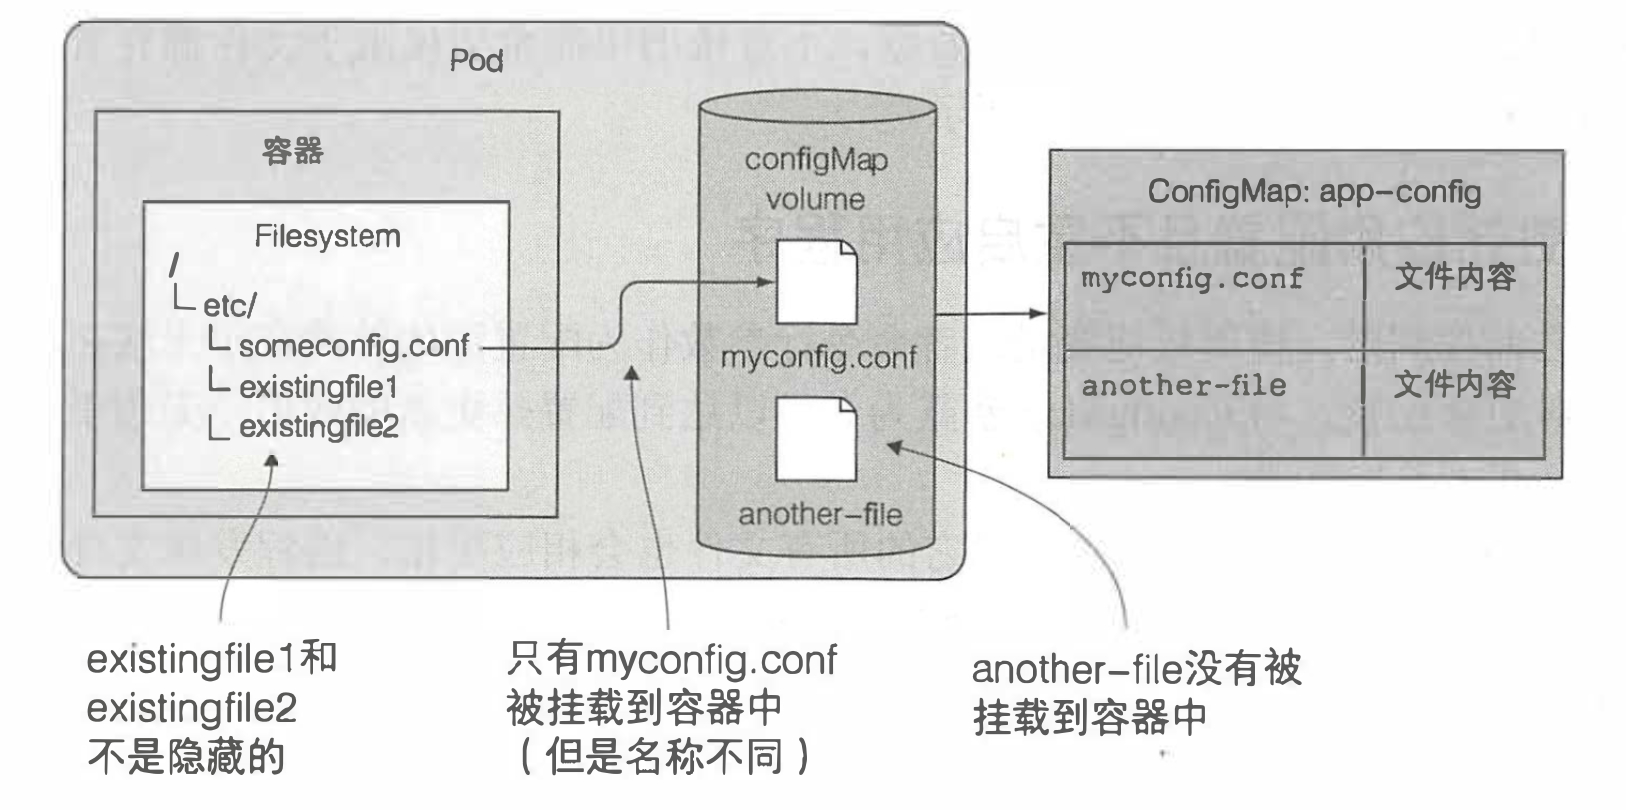 Pod
容器
Filesystem
/
etc/
someconfig.conf
existingfile1
existingfile2
configMap
volume
myconfig.conf
another-file
ConfigMap: app-config
myconfig.conf 文件内容
another-file 文件内容
existingfile1和
existingfile2
不是隐藏的
只有myconfig.conf
被挂载到容器中
(但是名称不同)
another-file没有被
挂载到容器中